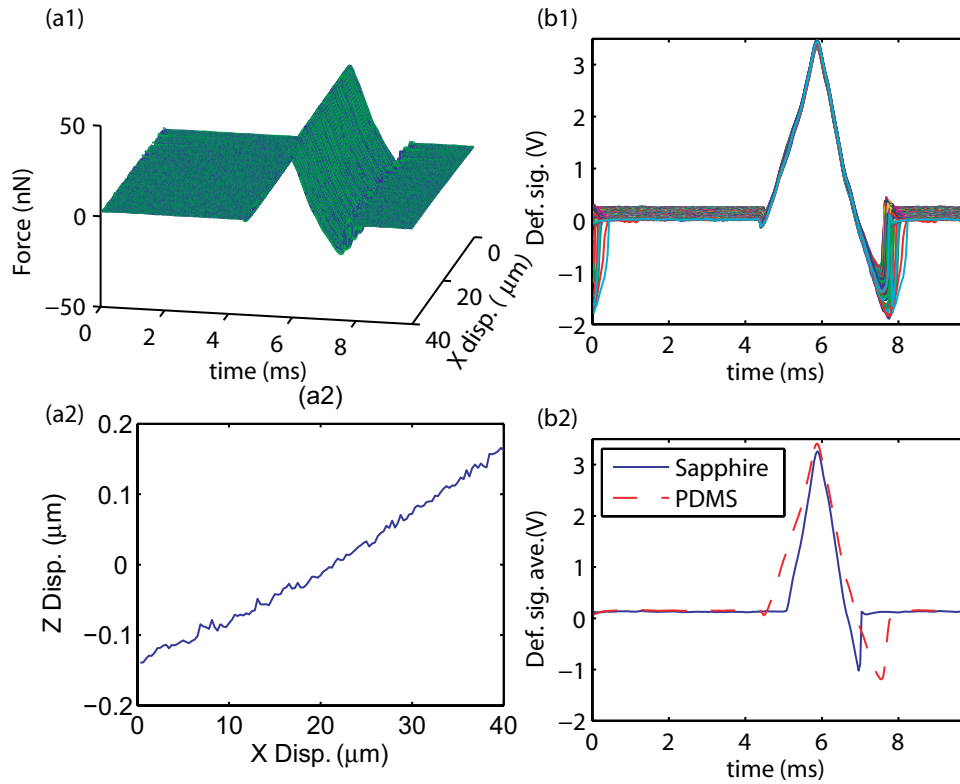 (a1)
50
0
−50
Force (nN)
0
2
4
6
8
time (ms)
0
20
40
X disp. ( μm)
(b1)
3
2
1
0
−1
−2
Def. sig. (V)
0
2
4
6
8
time (ms)
(a2)
(a2)
0.2
0.1
0
−0.1
−0.2
Z Disp. (μm)
0
10
20
30
40
X Disp. (μm)
(b2)
Sapphire
PDMS
3
2
1
0
−1
−2
Def. sig. ave.(V)
0
2
4
6
8
time (ms)